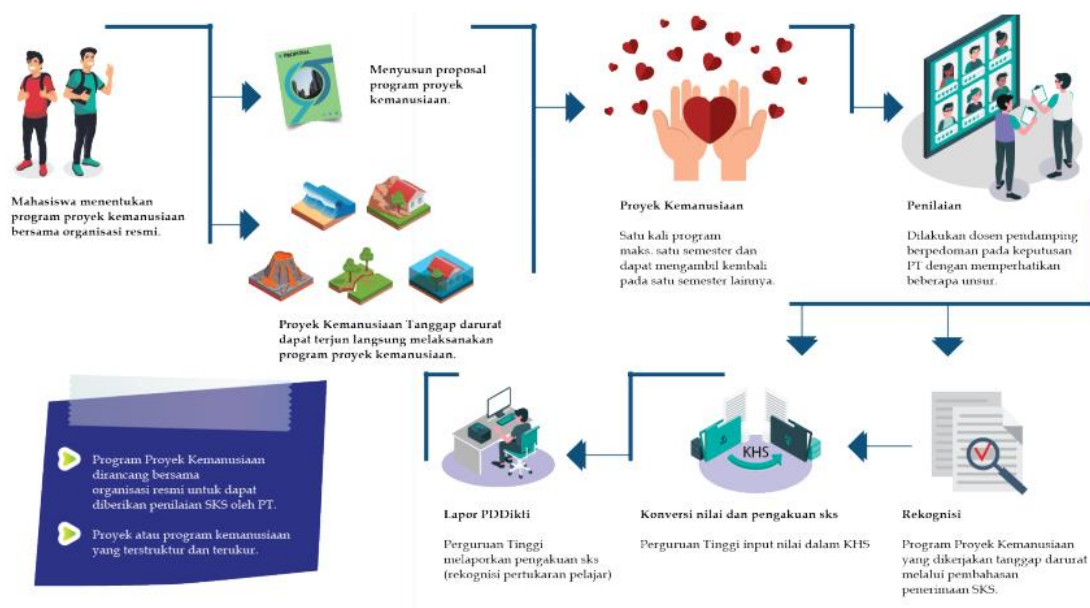 PROPOSAL
Menyusun proposal
program proyek
kemanusiaan.
Mahasiswa menentukan
program proyek kemanusiaan
bersama organisasi resmi.
Proyek Kemanusiaan Tanggap darurat
dapat terjun langsung melaksanakan
program proyek kemanusiaan.
Proyek Kemanusiaan
Satu kali program
maks. satu semester dan
dapat mengambil kembali
pada satu semester lainnya.
Penilaian
Dilakukan dosen pendamping
berpedoman pada keputusan
PT dengan memperhatikan
beberapa unsur.
Rekognisi
Program Proyek Kemanusiaan
yang dikerjakan tanggap darurat
melalui pembahasan
penerimaan SKS.
KHS
Konversi nilai dan pengakuan sks
Perguruan Tinggi input nilai dalam KHS
Lapor PDDikti
Perguruan Tinggi
melaporkan pengakuan sks
(rekognisi pertukaran pelajar)
Program Proyek Kemanusiaan
dirancang bersama
organisasi resmi untuk dapat
diberikan penilaian SKS oleh PT.
Proyek atau program kemanusiaan
yang terstruktur dan terukur.